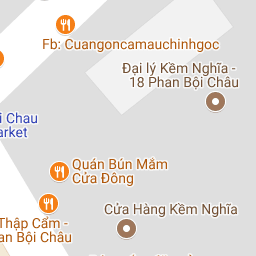 Fb: Cuangoncamauchinhgoc
Đại lý Kềm Nghĩa -
18 Phan Bội Châu
i Chau
arket
Quán Bún Mắm
Cửa Đông
Cửa Hàng Kềm Nghĩa
Thập Cẩm -
an Bội Châu